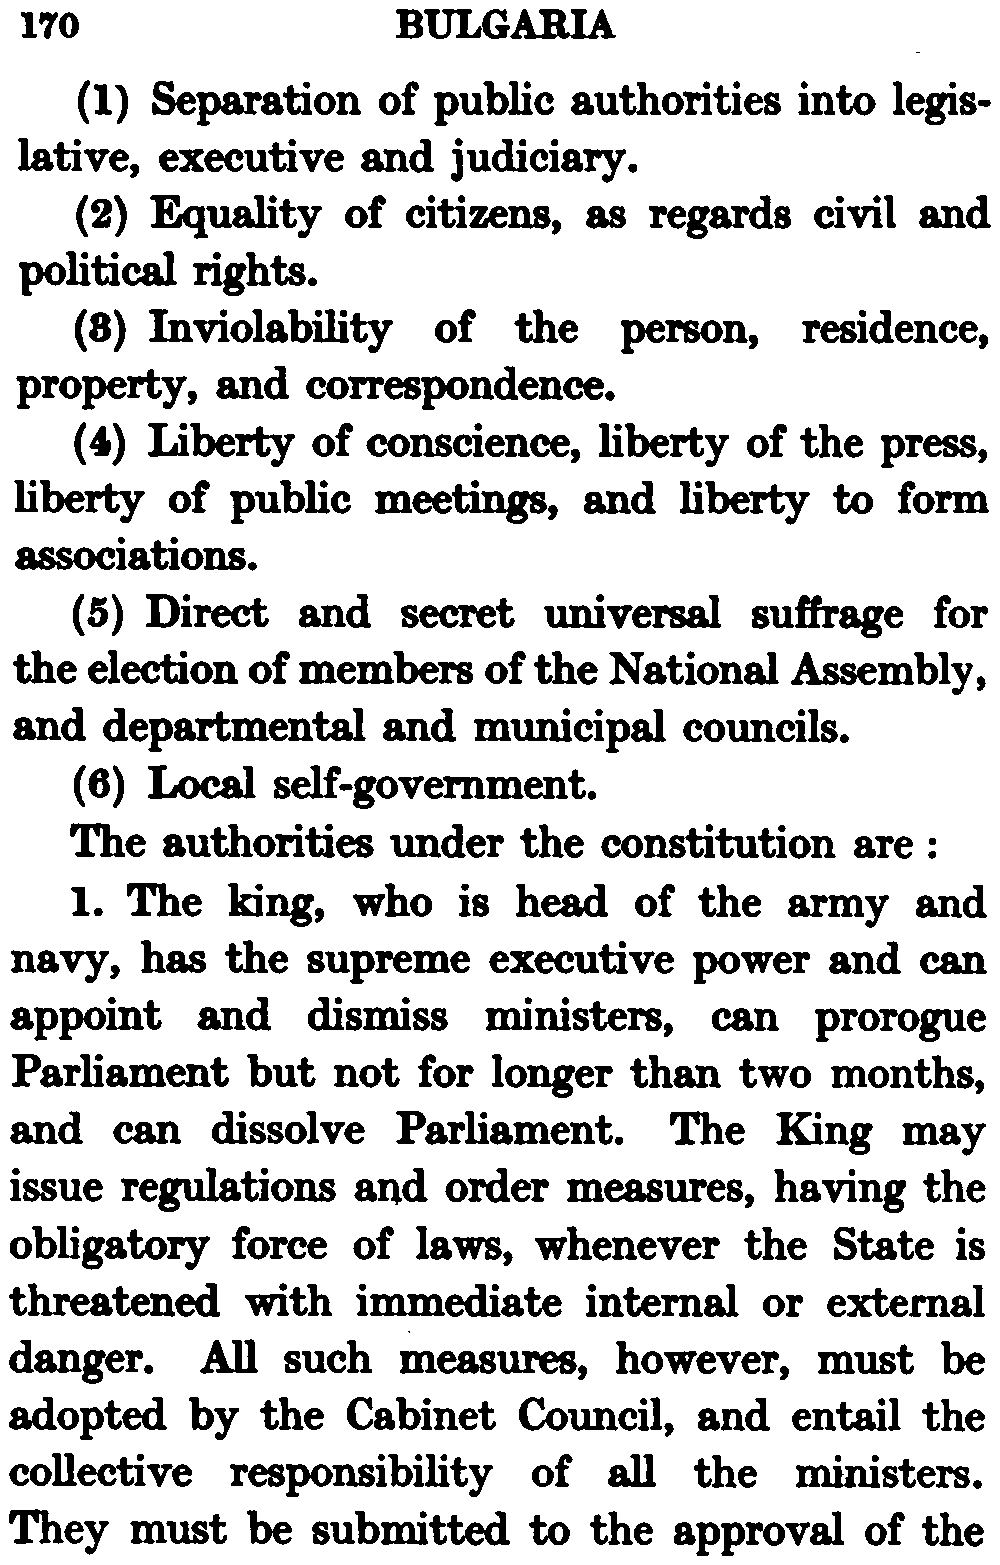 170 BULGARIA
(1) Separation of public authorities into legis-
lative, executive and judiciary.
(2) Equality of citizens, as regards civil and
political rights.
(3) Inviolability of the person, residence,
property, and correspondence.
(4) Liberty of conscience, liberty of the press,
liberty of public meetings, and liberty to form
associations.
(5) Direct and secret universal suffrage for
the election of members of the National Assembly,
and departmental and municipal councils.
(6) Local self-government.
The authorities under the constitution are :
1. The king, who is head of the army and
navy, has the supreme executive power and can
appoint and dismiss ministers, can prorogue
Parliament but not for longer than two months,
and can dissolve Parliament. The King may
issue regulations and order measures, having the
obligatory force of laws, whenever the State is
threatened with immediate internal or external
danger. All such measures, however, must be
adopted by the Cabinet Council, and entail the
collective responsibility of all the ministers.
They must be submitted to the approval of the